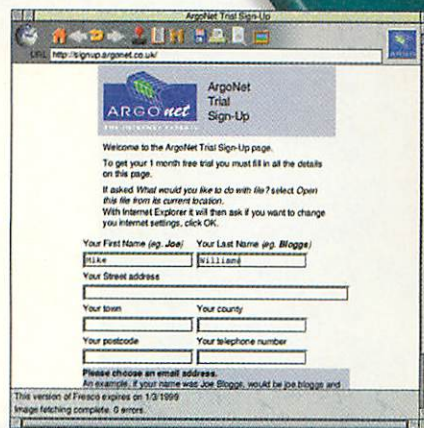 ArgoNet Trial Sign-Up
URL http://signup.argonet.co.uk/
ARGOnet
THE INTERNET EXPERTS
ArgoNet
Trial
Sign-Up
Welcome to the ArgoNet Trial Sign-Up page.
To get your 1 month free trial you must fill in all the details
on this page.
If asked What would you like to do with file? select Open
this file from its current location.
With Internet Explorer it will then ask if you want to change
you internet settings, click OK.
Your First Name (eg. Joe) Your Last Name (eg. Bloggs)
Mike Williams
Your Street address
Your town Your county
Your postcode Your telephone number
Please choose an email address.
An example, if your name was Joe Bloggs, would be joe.bloggs and
This version of Fresco expires on 1/3/1999
Image fetching complete. 0 errors.